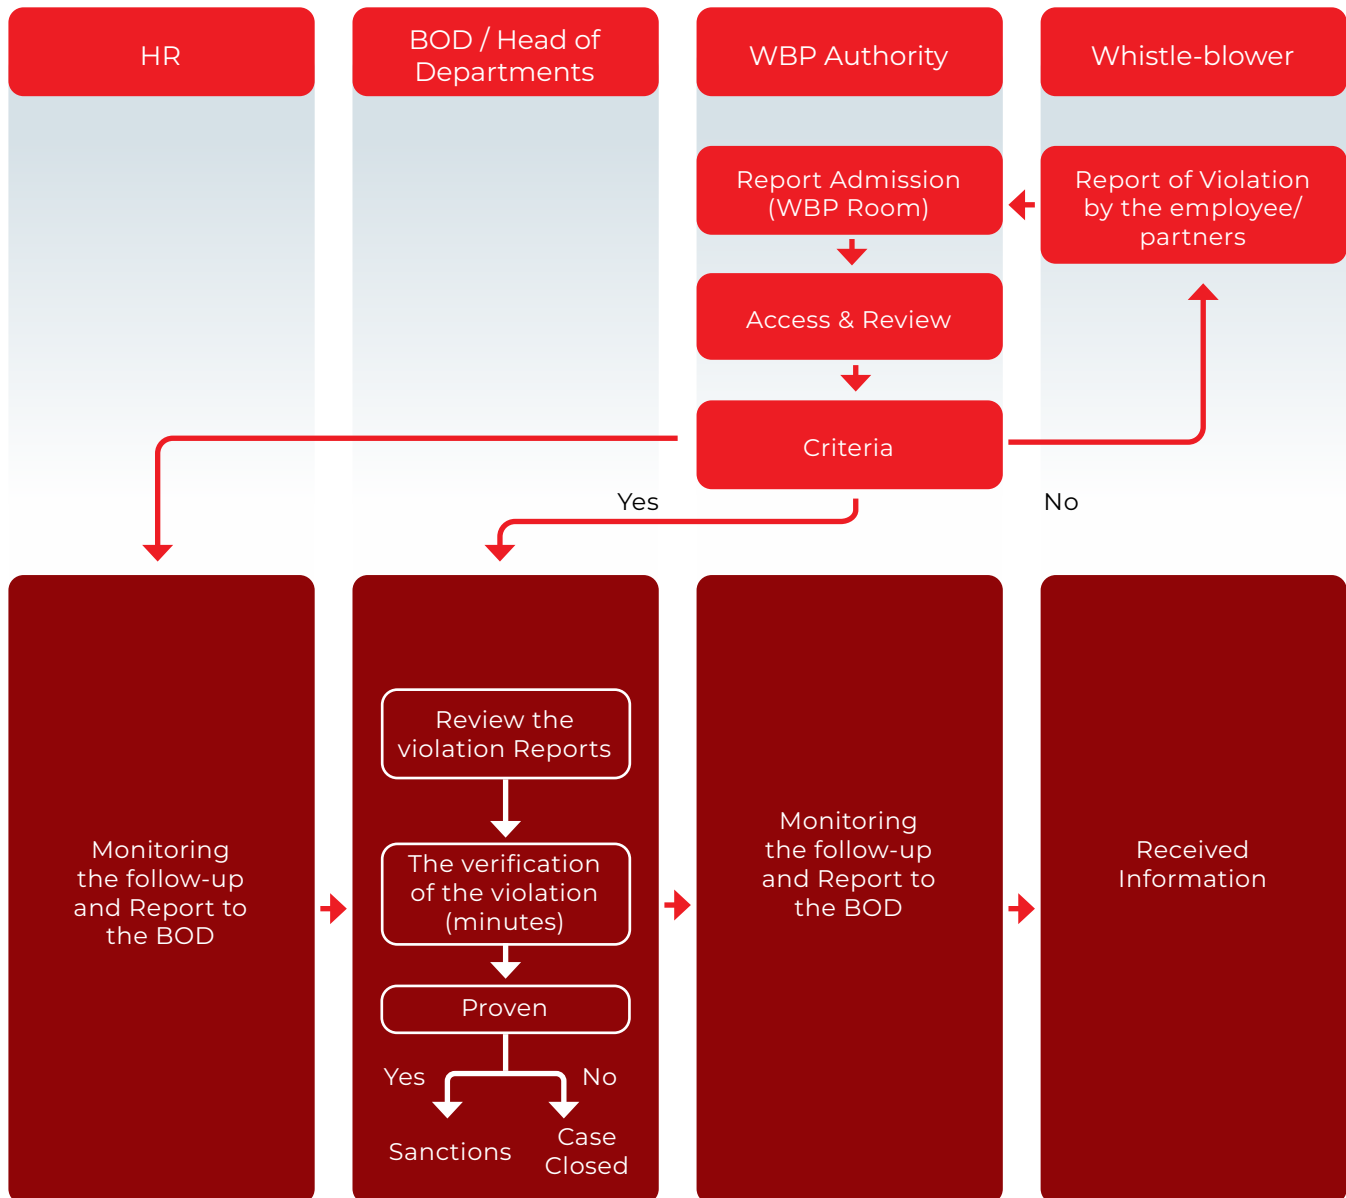 HR
BOD / Head of
Departments
WBP Authority
Whistle-blower
Report Admission
(WBP Room)
Report of Violation
by the employee/
partners
Access & Review
Criteria
Yes
No
Monitoring
the follow-up
and Report to
the BOD
Review the
violation Reports
The verification
of the violation
(minutes)
Proven
Yes
No
Sanctions
Case
Closed
Monitoring
the follow-up
and Report to
the BOD
Received
Information